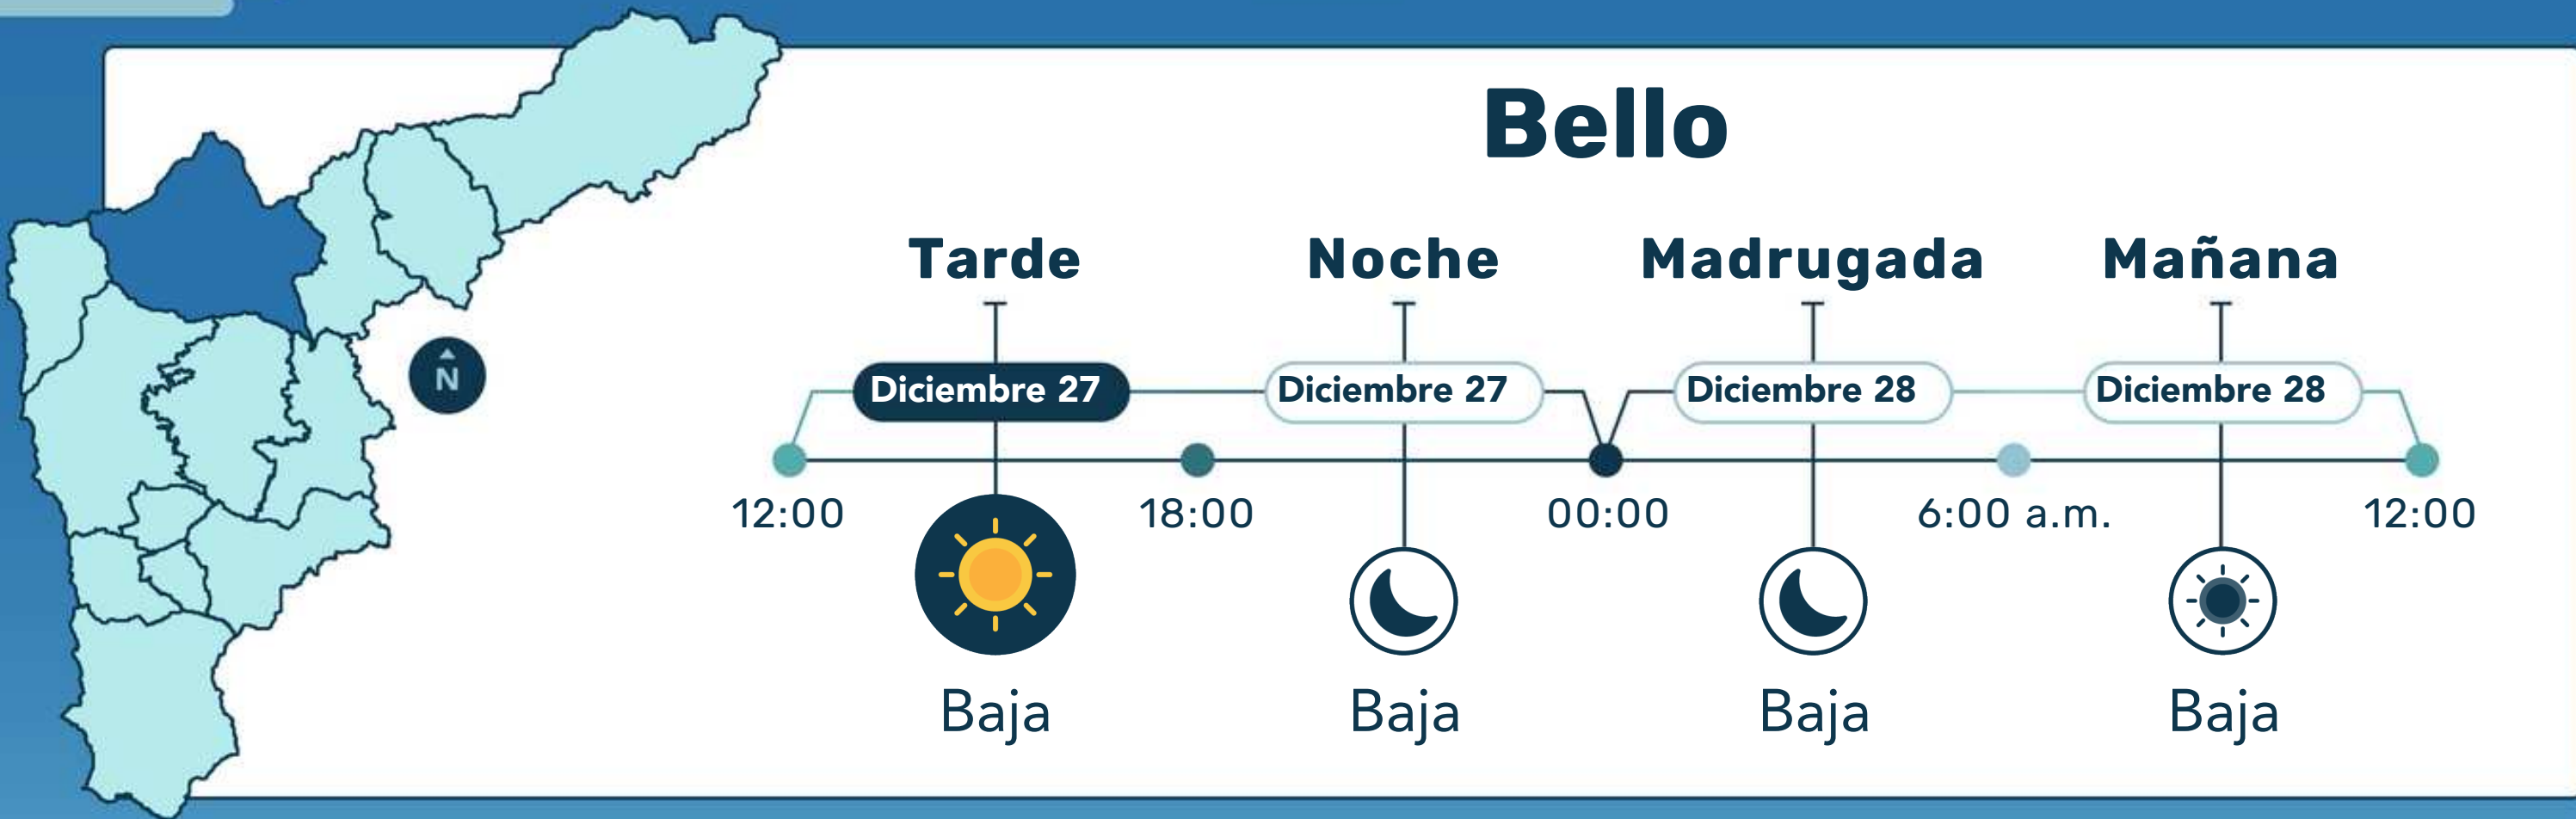 Bello
Tarde Noche Madrugada Mañana
Diciembre 27 Diciembre 27 Diciembre 28 Diciembre 28
N
12:00 18:00 00:00 6:00 a.m. 12:00
Baja Baja Baja Baja